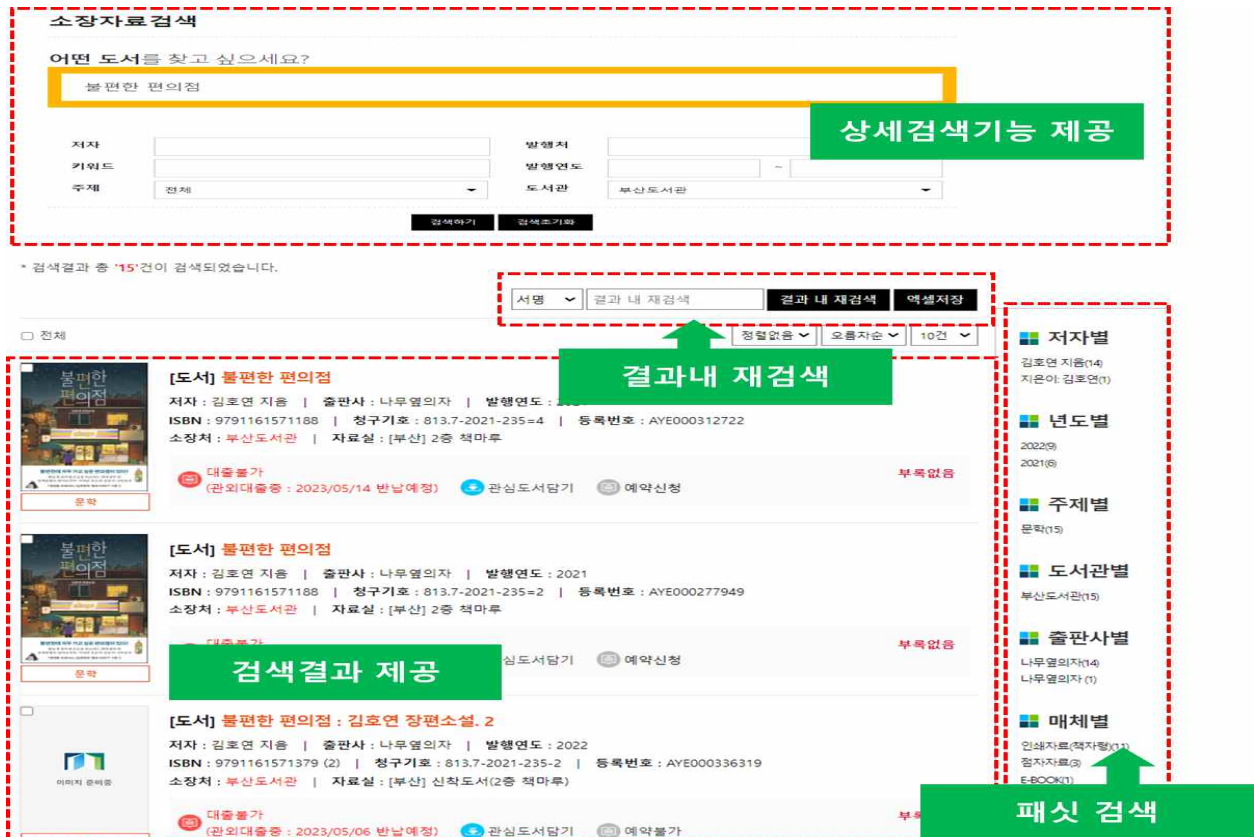 소장자료검색
어떤 도서를 찾고 싶으세요?
불편한 편의점
상세검색기능 제공
저자 발행처
키워드 발행연도 ~
주제 전체 도서관 부산도서관
검색하기 검색초기화
* 검색결과 총 '15'건이 검색되었습니다.
서명 결과 내 재검색 결과 내 재검색 엑셀저장
전체 정렬없음 오름차순 10건
결과내 재검색
불편한
편의점
문학
[도서] 불편한 편의점
저자 : 김호연 지음 | 출판사 : 나무옆의자 | 발행연도 :
ISBN : 9791161571188 | 청구기호 : 813.7-2021-235=4 | 등록번호 : AYE000312722
소장처 : 부산도서관 | 자료실 : [부산] 2층 책마루
대출불가
(관외대출중 : 2023/05/14 반납예정) 관심도서담기 예약신청
부록없음
불편한
편의점
문학
[도서] 불편한 편의점
저자 : 김호연 지음 | 출판사 : 나무옆의자 | 발행연도 : 2021
ISBN : 9791161571188 | 청구기호 : 813.7-2021-235=2 | 등록번호 : AYE000277949
소장처 : 부산도서관 | 자료실 : [부산] 2층 책마루
대출불가
심도서담기 예약신청
부록없음
검색결과 제공
이미지 준비중
[도서] 불편한 편의점 : 김호연 장편소설. 2
저자 : 김호연 지음 | 출판사 : 나무옆의자 | 발행연도 : 2022
ISBN : 9791161571379 (2) | 청구기호 : 813.7-2021-235-2 | 등록번호 : AYE000336319
소장처 : 부산도서관 | 자료실 : [부산] 신착도서(2층 책마루)
대출불가
(관외대출중 : 2023/05/06 반납예정) 관심도서담기 예약불가
저자별
김호연 지음(14)
지은이: 김호연(1)
년도별
2022(9)
2021(6)
주제별
문학(15)
도서관별
부산도서관(15)
출판사별
나무옆의자(14)
나무옆의자 (1)
매체별
인쇄자료(책자형)(11)
점자자료(3)
E-BOOK(1)
패싯 검색